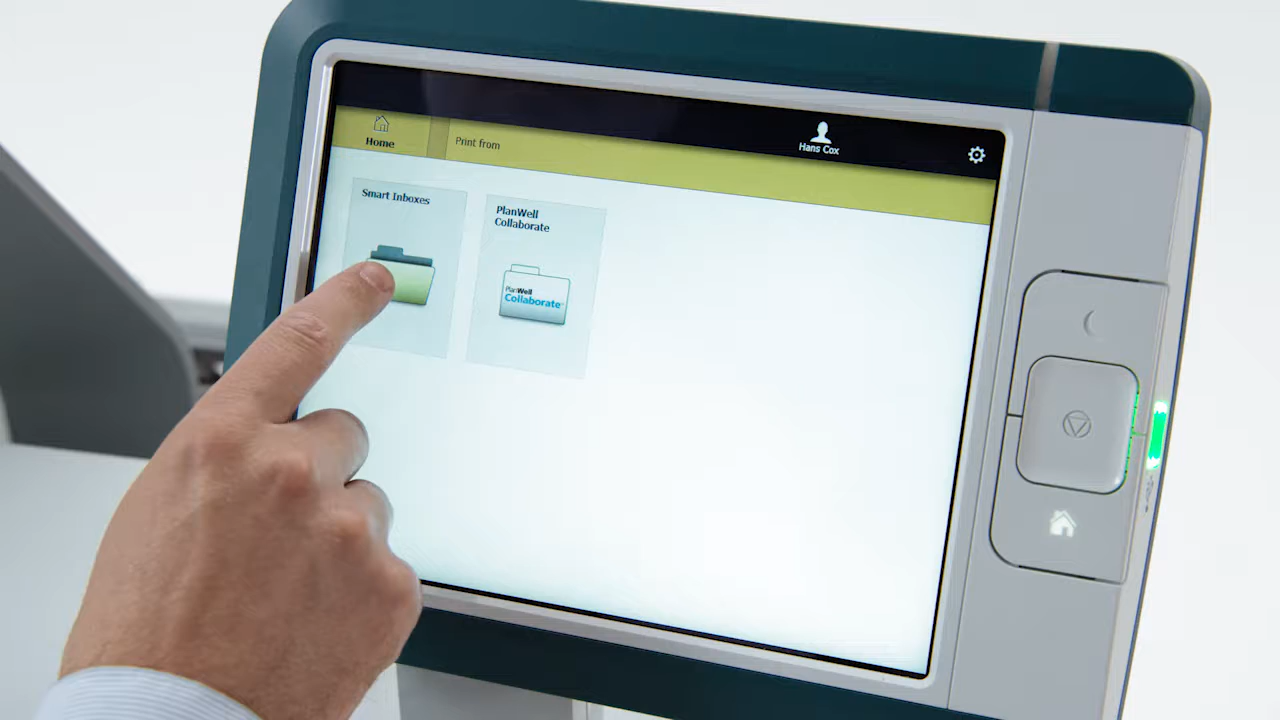 Home
Print from
Hans Cox
Smart Inboxes
PlanWell
Collaborate
PlanWell
Collaborate